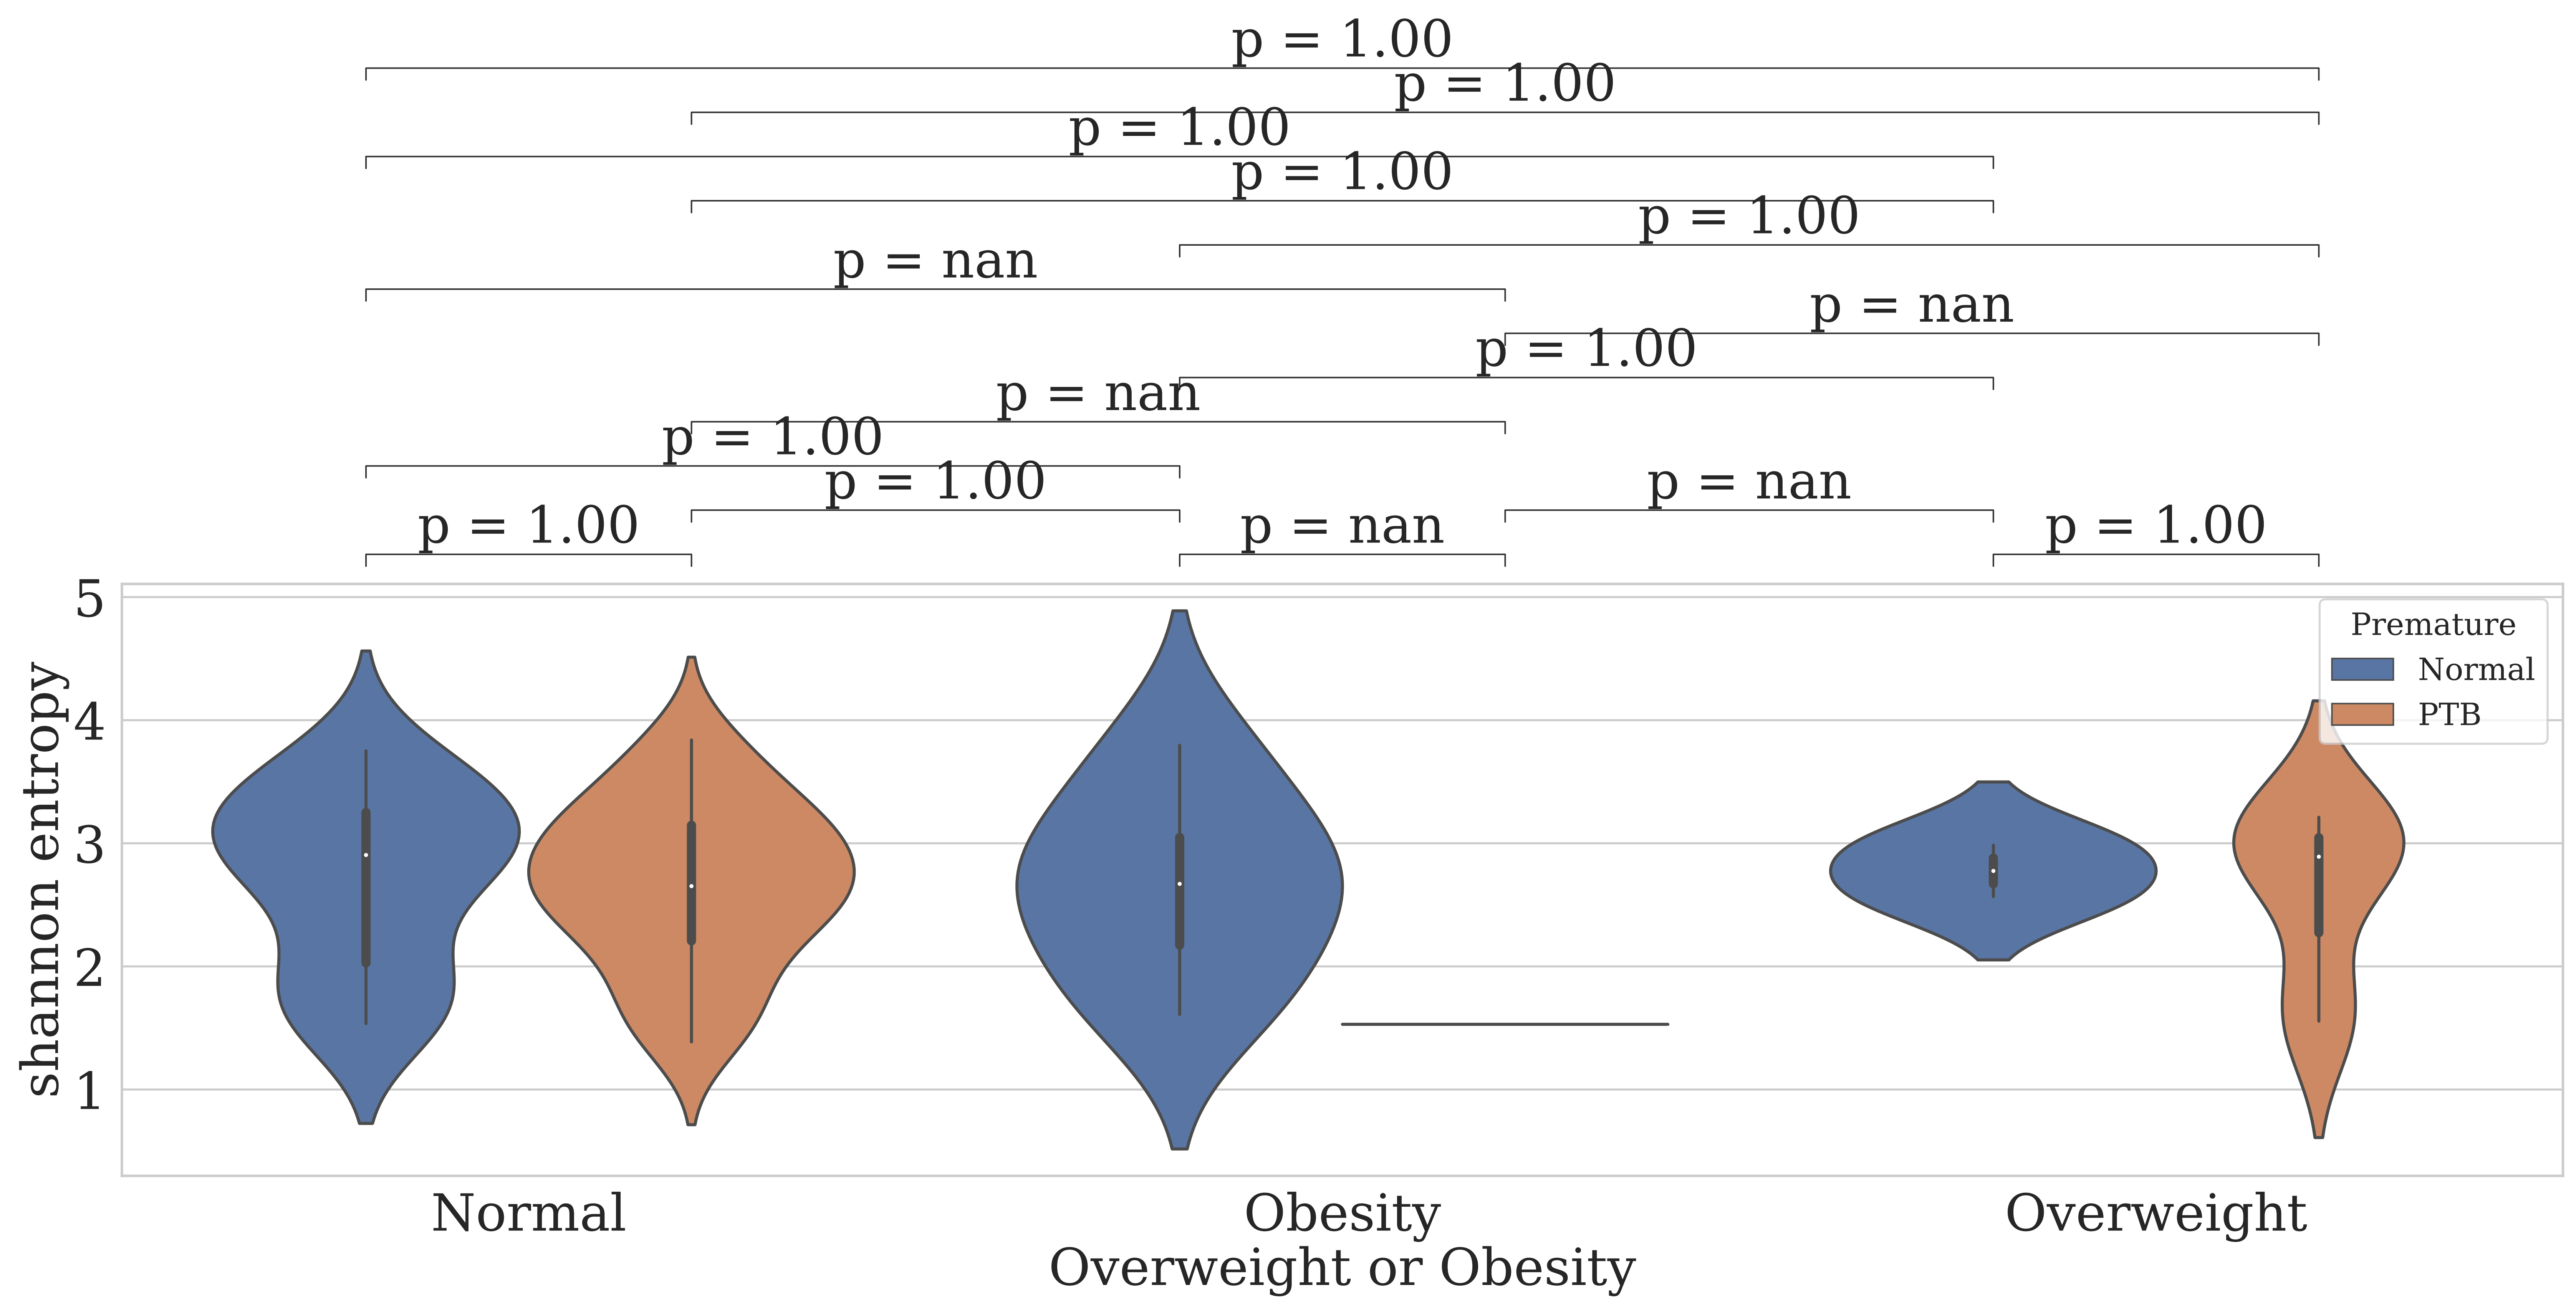 p = 1.00
p = 1.00
p = 1.00
p = 1.00
p = 1.00
p = nan
p = nan
p = 1.00
p = nan
p = 1.00
p = 1.00
p = nan
p = 1.00
p = nan
p = 1.00
5
4
3
2
1
shannon entropy
Premature
Normal
PTB
Normal
Obesity
Overweight
Overweight or Obesity